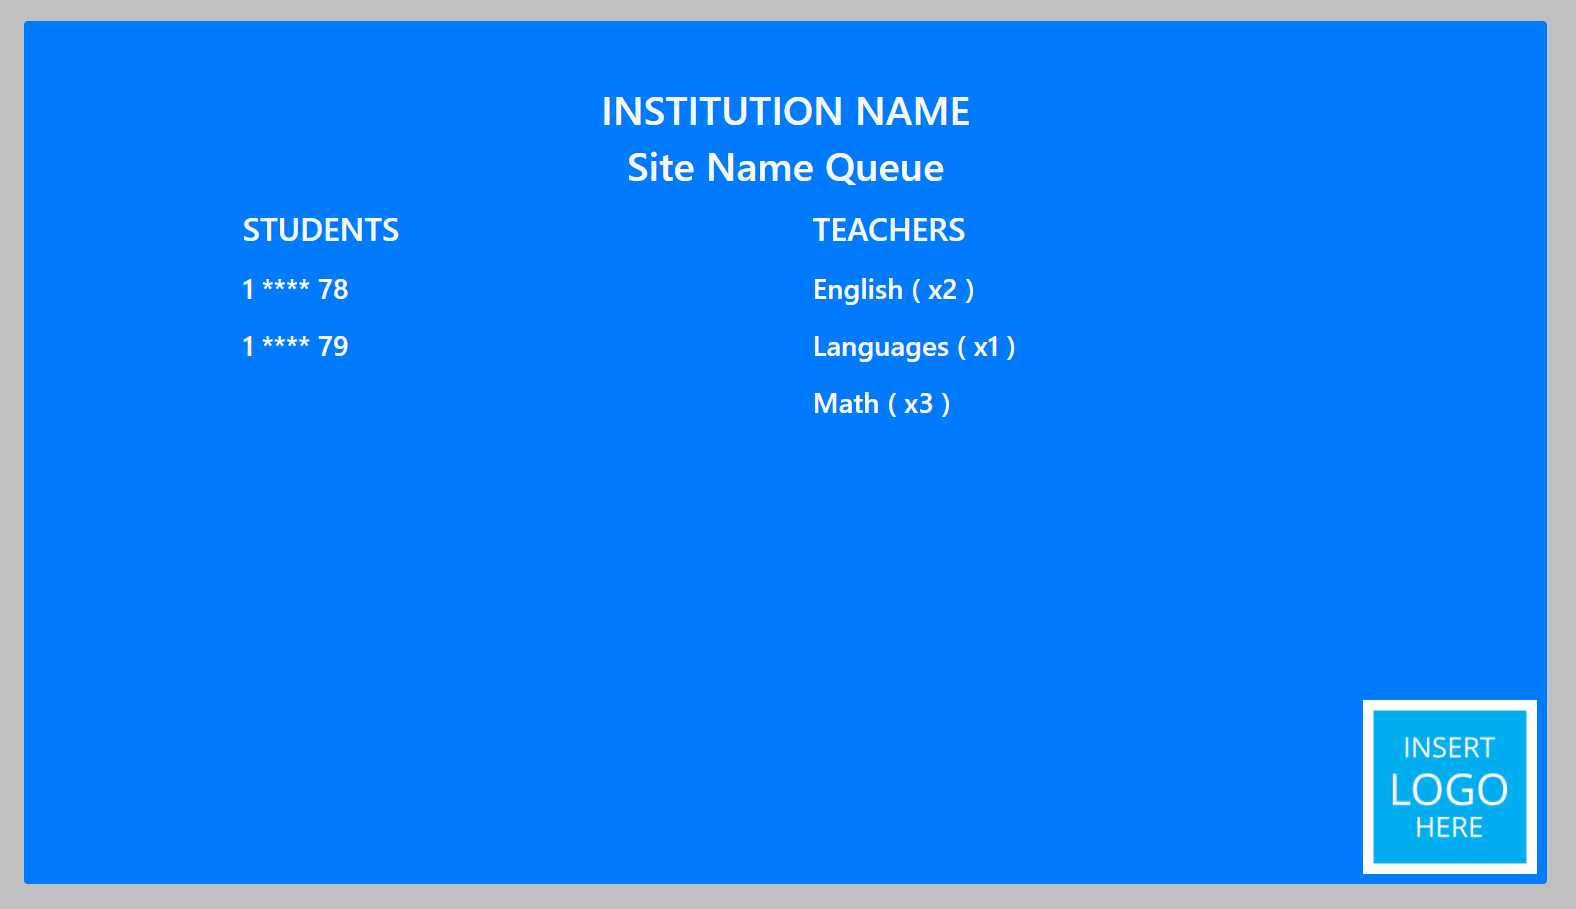 INSTITUTION NAME
Site Name Queue
STUDENTS
1 **** 78
1 **** 79
TEACHERS
English ( x2 )
Languages ( x1 )
Math ( x3 )
INSERT
LOGO
HERE